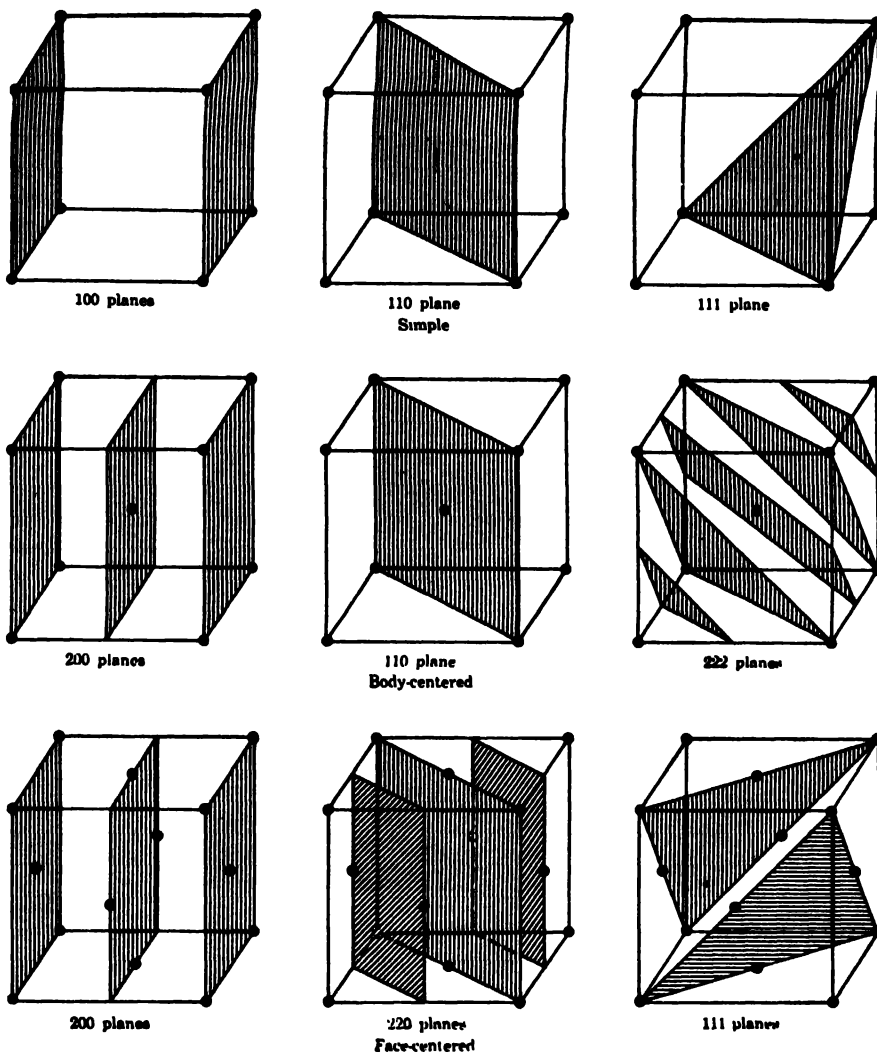 100 planes
110 plane
111 plane
Simple
200 planes
110 plane
222 planes
Body-centered
200 planes
220 planes
111 planes
Face-centered